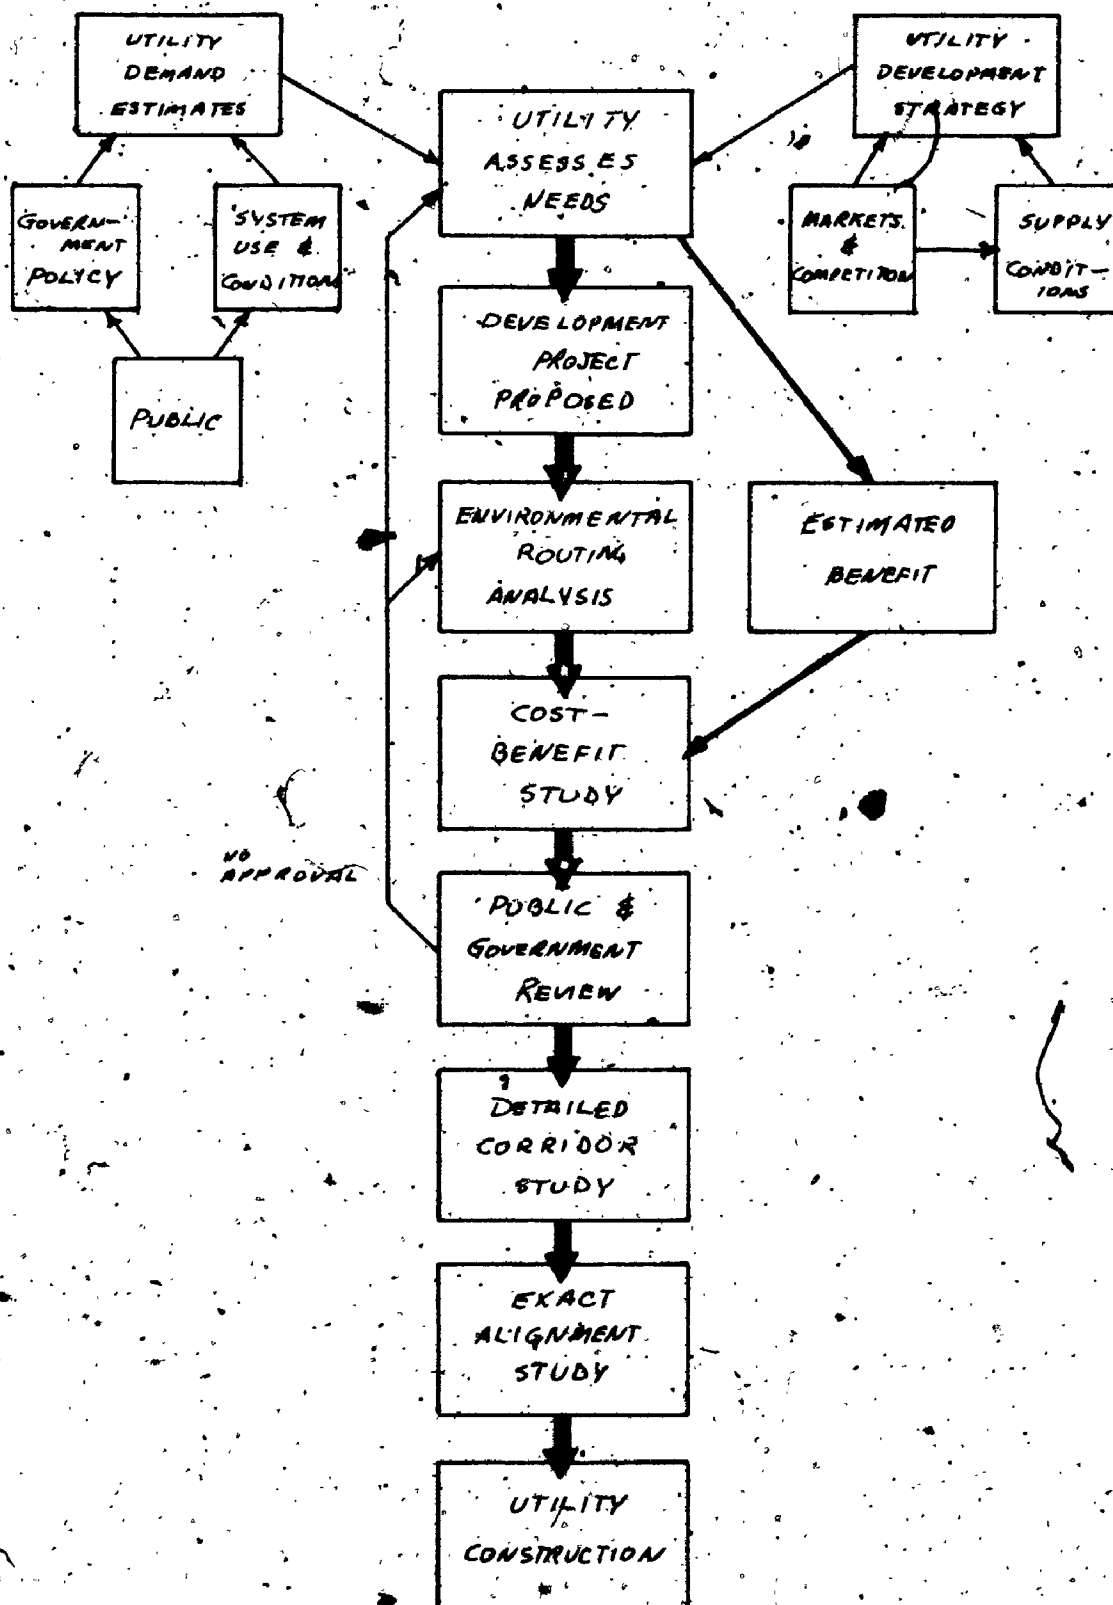 UTILITY
DEMAND
ESTIMATES
UTILITY
DEVELOPMENT
STRATEGY
UTILITY
ASSESSES
NEEDS
GOVERN-
MENT
POLICY
SYSTEM
USE &
CONDITION
MARKETS
&
COMPETITION
SUPPLY
CONDIT-
IONS
PUBLIC
DEVELOPMENT
PROJECT
PROPOSED
ENVIRONMENTAL
ROUTING
ANALYSIS
ESTIMATED
BENEFIT
COST-
BENEFIT
STUDY
NO
APPROVAL
PUBLIC &
GOVERNMENT
REVIEW
DETAILED
CORRIDOR
STUDY
EXACT
ALIGNMENT
STUDY
UTILITY
CONSTRUCTION